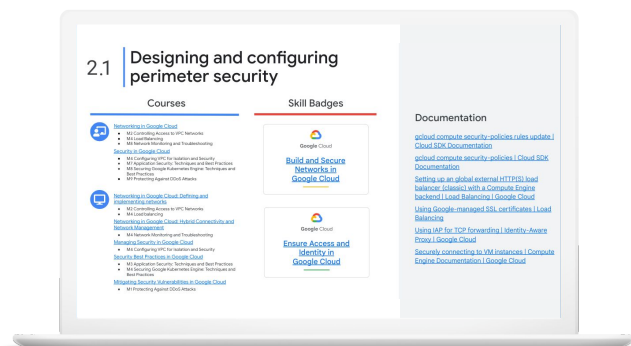 2.1
Designing and configuring
perimeter security
Courses
Networking in Google Cloud
M2 Controlling Access to VPC Networks
M4 Load Balancing
M8 Network Monitoring and Troubleshooting
Security in Google Cloud
M4 Configuring VPC for Isolation and Security
M7 Application Security: Techniques and Best Practices
M8 Securing Google Kubernetes Engine: Techniques and
Best Practices
M9 Protecting Against DDoS Attacks
Networking in Google Cloud: Defining and
implementing networks
M2 Controlling Access to VPC Networks
M4 Load balancing
Networking in Google Cloud: Hybrid Connectivity and
Network Management
M4 Network Monitoring and Troubleshooting
Managing Security in Google Cloud
M4 Configuring VPC for Isolation and Security
Security Best Practices in Google Cloud
M3 Application Security: Techniques and Best Practices
M4 Securing Google Kubernetes Engine: Techniques and
Best Practices
Mitigating Security Vulnerabilities in Google Cloud
M1 Protecting Against DDoS Attacks
Skill Badges
Google Cloud
Build and Secure
Networks in
Google Cloud
Google Cloud
Ensure Access and
Identity in
Google Cloud
Documentation
gcloud compute security-policies rules update |
Cloud SDK Documentation
gcloud compute security-policies | Cloud SDK
Documentation
Setting up an global external HTTP(S) load
balancer (classic) with a Compute Engine
backend | Load Balancing | Google Cloud
Using Google-managed SSL certificates | Load
Balancing
Using IAP for TCP forwarding | Identity-Aware
Proxy | Google Cloud
Securely connecting to VM instances | Compute
Engine Documentation | Google Cloud